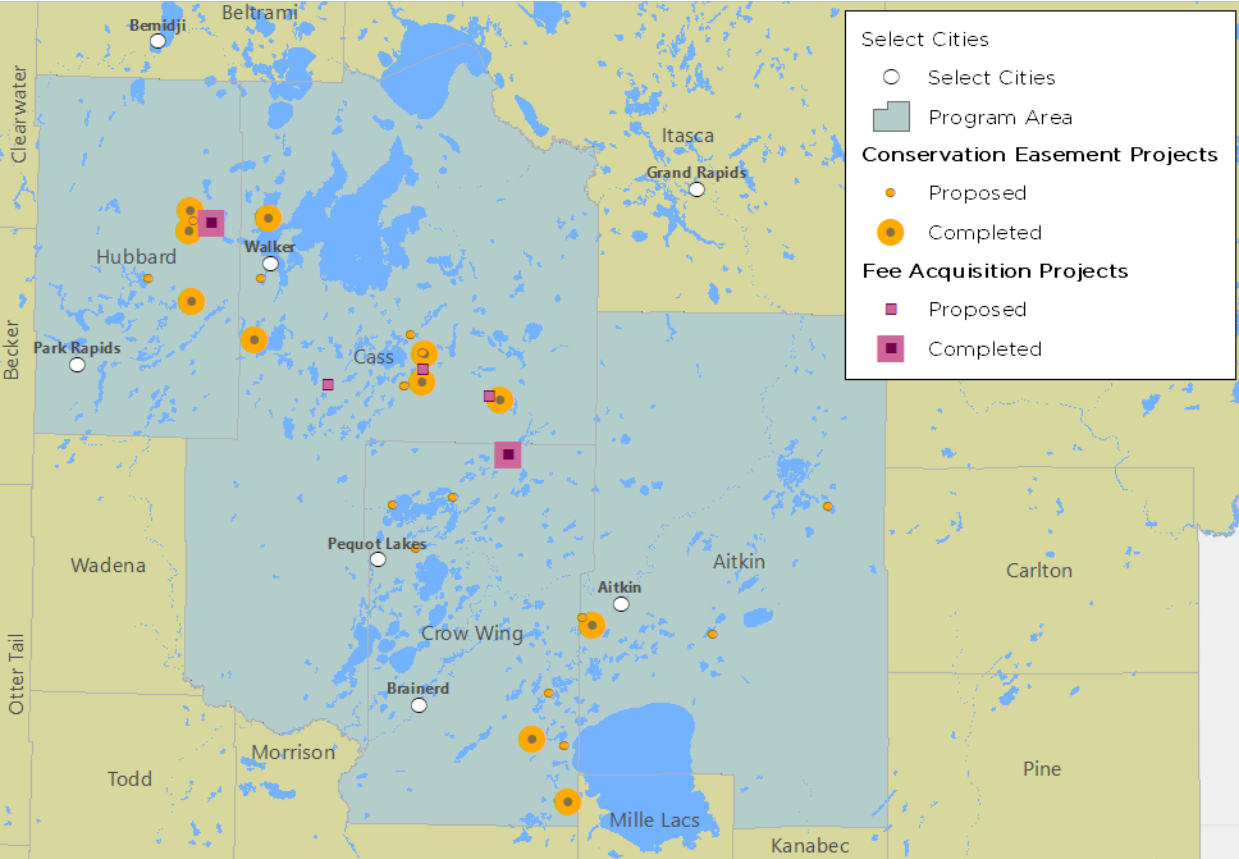 Beltrami
Bemidji
Clearwater
Itasca
Grand Rapids
Hubbard
Walker
Becker
Park Rapids
Cass
Pequot Lakes
Wadena
Aitkin
Aitkin
Carlton
Crow Wing
Otter Tail
Brainerd
Morrison
Todd
Pine
Mille Lacs
Kanabec
Select Cities
Select Cities
Program Area
Conservation Easement Projects
Proposed
Completed
Fee Acquisition Projects
Proposed
Completed